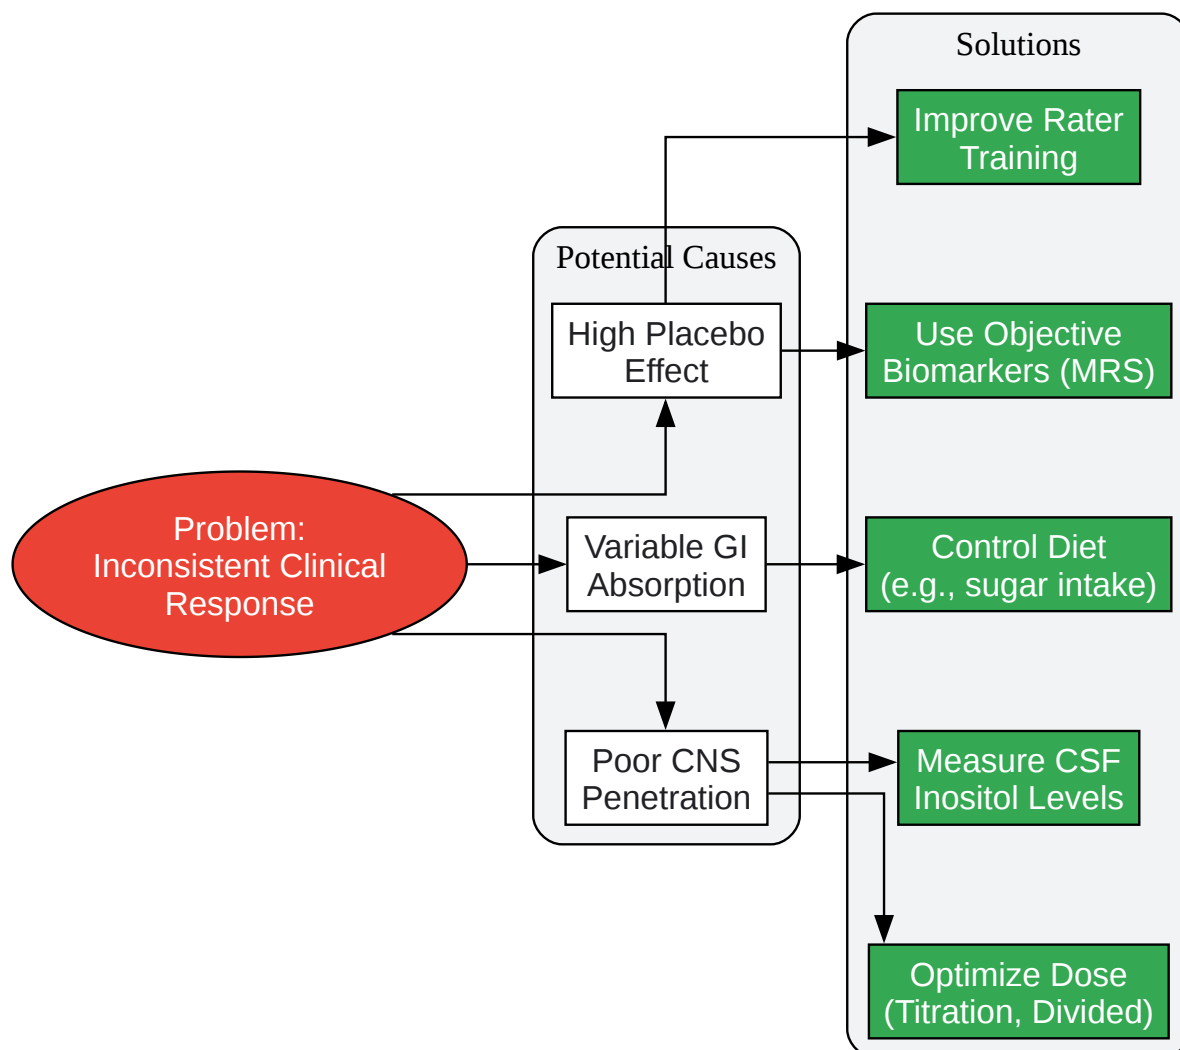 Solutions
Improve Rater
Training
Potential Causes
High Placebo
Effect
Use Objective
Biomarkers (MRS)
Problem:
Inconsistent Clinical
Response
Variable GI
Absorption
Control Diet
(e.g., sugar intake)
Poor CNS
Penetration
Measure CSF
Inositol Levels
Optimize Dose
(Titration, Divided)